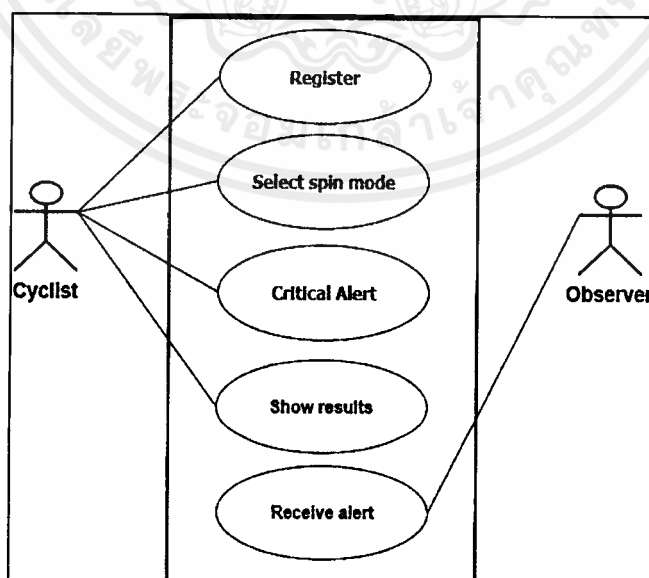 Register
Select spin mode
Cyclist
Observer
Critical Alert
Show results
Receive alert